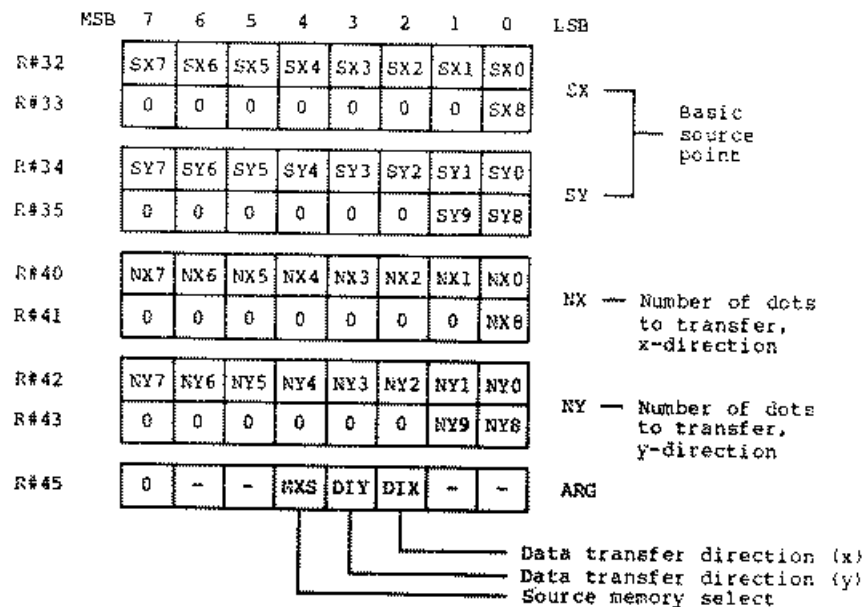 MSB 7 6 5 4 3 2 1 0 LSB
R#32 SX7 SX6 SX5 SX4 SX3 SX2 SX1 SX0
SX
R#33 0 0 0 0 0 0 0 SX8
Basic
source
point
R#34 SY7 SY6 SY5 SY4 SY3 SY2 SY1 SY0
SY
R#35 0 0 0 0 0 0 SY9 SY8
R#40 NX7 NX6 NX5 NX4 NX3 NX2 NX1 NX0
NX — Number of dots
R#41 0 0 0 0 0 0 0 NX8
to transfer,
x-direction
R#42 NY7 NY6 NY5 NY4 NY3 NY2 NY1 NY0
NY — Number of dots
R#43 0 0 0 0 0 0 NY9 NY8
to transfer,
y-direction
R#45 0 - - MXS DIY DIX - - ARG
Data transfer direction (x)
Data transfer direction (y)
Source memory select